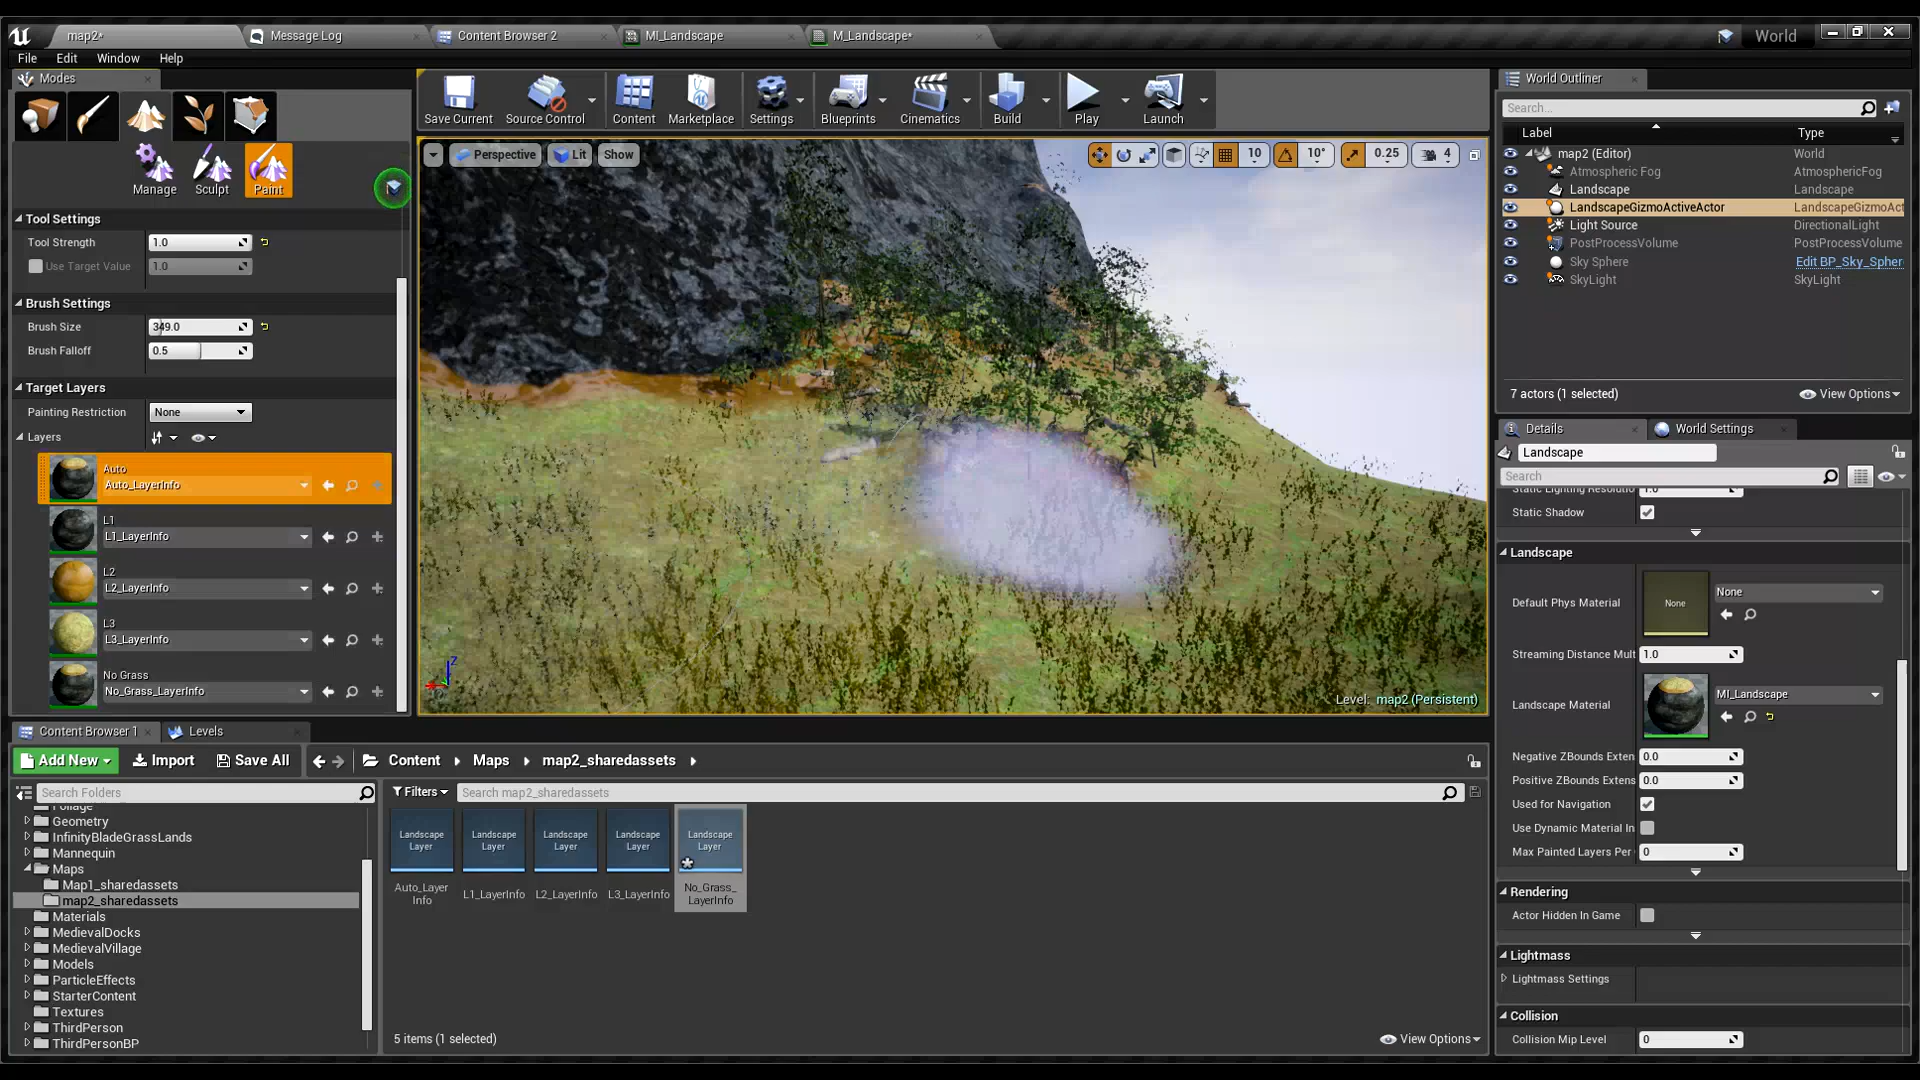 map2*
Message Log
Content Browser 2
MI_Landscape
M_Landscape*
World
File
Edit
Window
Help
Modes
Manage
Sculpt
Paint
Tool Settings
Tool Strength
1.0
Use Target Value
1.0
Brush Settings
Brush Size
349.0
Brush Falloff
0.5
Target Layers
Painting Restriction
None
Layers
Auto
Auto_LayerInfo
L1
L1_LayerInfo
L2
L2_LayerInfo
L3
L3_LayerInfo
No Grass
No_Grass_LayerInfo
Save Current
Source Control
Content
Marketplace
Settings
Blueprints
Cinematics
Build
Play
Launch
Perspective
Lit
Show
10
10°
0.25
4
Z
Level: map2 (Persistent)
World Outliner
Search...
Label
Type
map2 (Editor)
World
Atmospheric Fog
AtmosphericFog
Landscape
Landscape
LandscapeGizmoActiveActor
LandscapeGizmoAct
Light Source
DirectionalLight
PostProcessVolume
PostProcessVolume
Sky Sphere
Edit BP_Sky_Spher
SkyLight
SkyLight
7 actors (1 selected)
View Options
Details
World Settings
Landscape
Search
Static Lighting Resolutio
1.0
Static Shadow
Landscape
Default Phys Material
None
None
Streaming Distance Mult
1.0
Landscape Material
MI_Landscape
Negative ZBounds Exten
0.0
Positive ZBounds Extens
0.0
Used for Navigation
Use Dynamic Material In
Max Painted Layers Per
0
Rendering
Actor Hidden In Game
Lightmass
Lightmass Settings
Collision
Collision Mip Level
0
Content Browser 1
Levels
Add New
Import
Save All
Content
Maps
map2_sharedassets
Search Folders
Foliage
Geometry
InfinityBladeGrassLands
Mannequin
Maps
Map1_sharedassets
map2_sharedassets
Materials
MedievalDocks
MedievalVillage
Models
ParticleEffects
StarterContent
Textures
ThirdPerson
ThirdPersonBP
Filters
Search map2_sharedassets
Landscape
Layer
Landscape
Layer
Landscape
Layer
Landscape
Layer
Landscape
Layer
Auto_Layer
Info
L1_LayerInfo
L2_LayerInfo
L3_LayerInfo
No_Grass_
LayerInfo
5 items (1 selected)
View Options